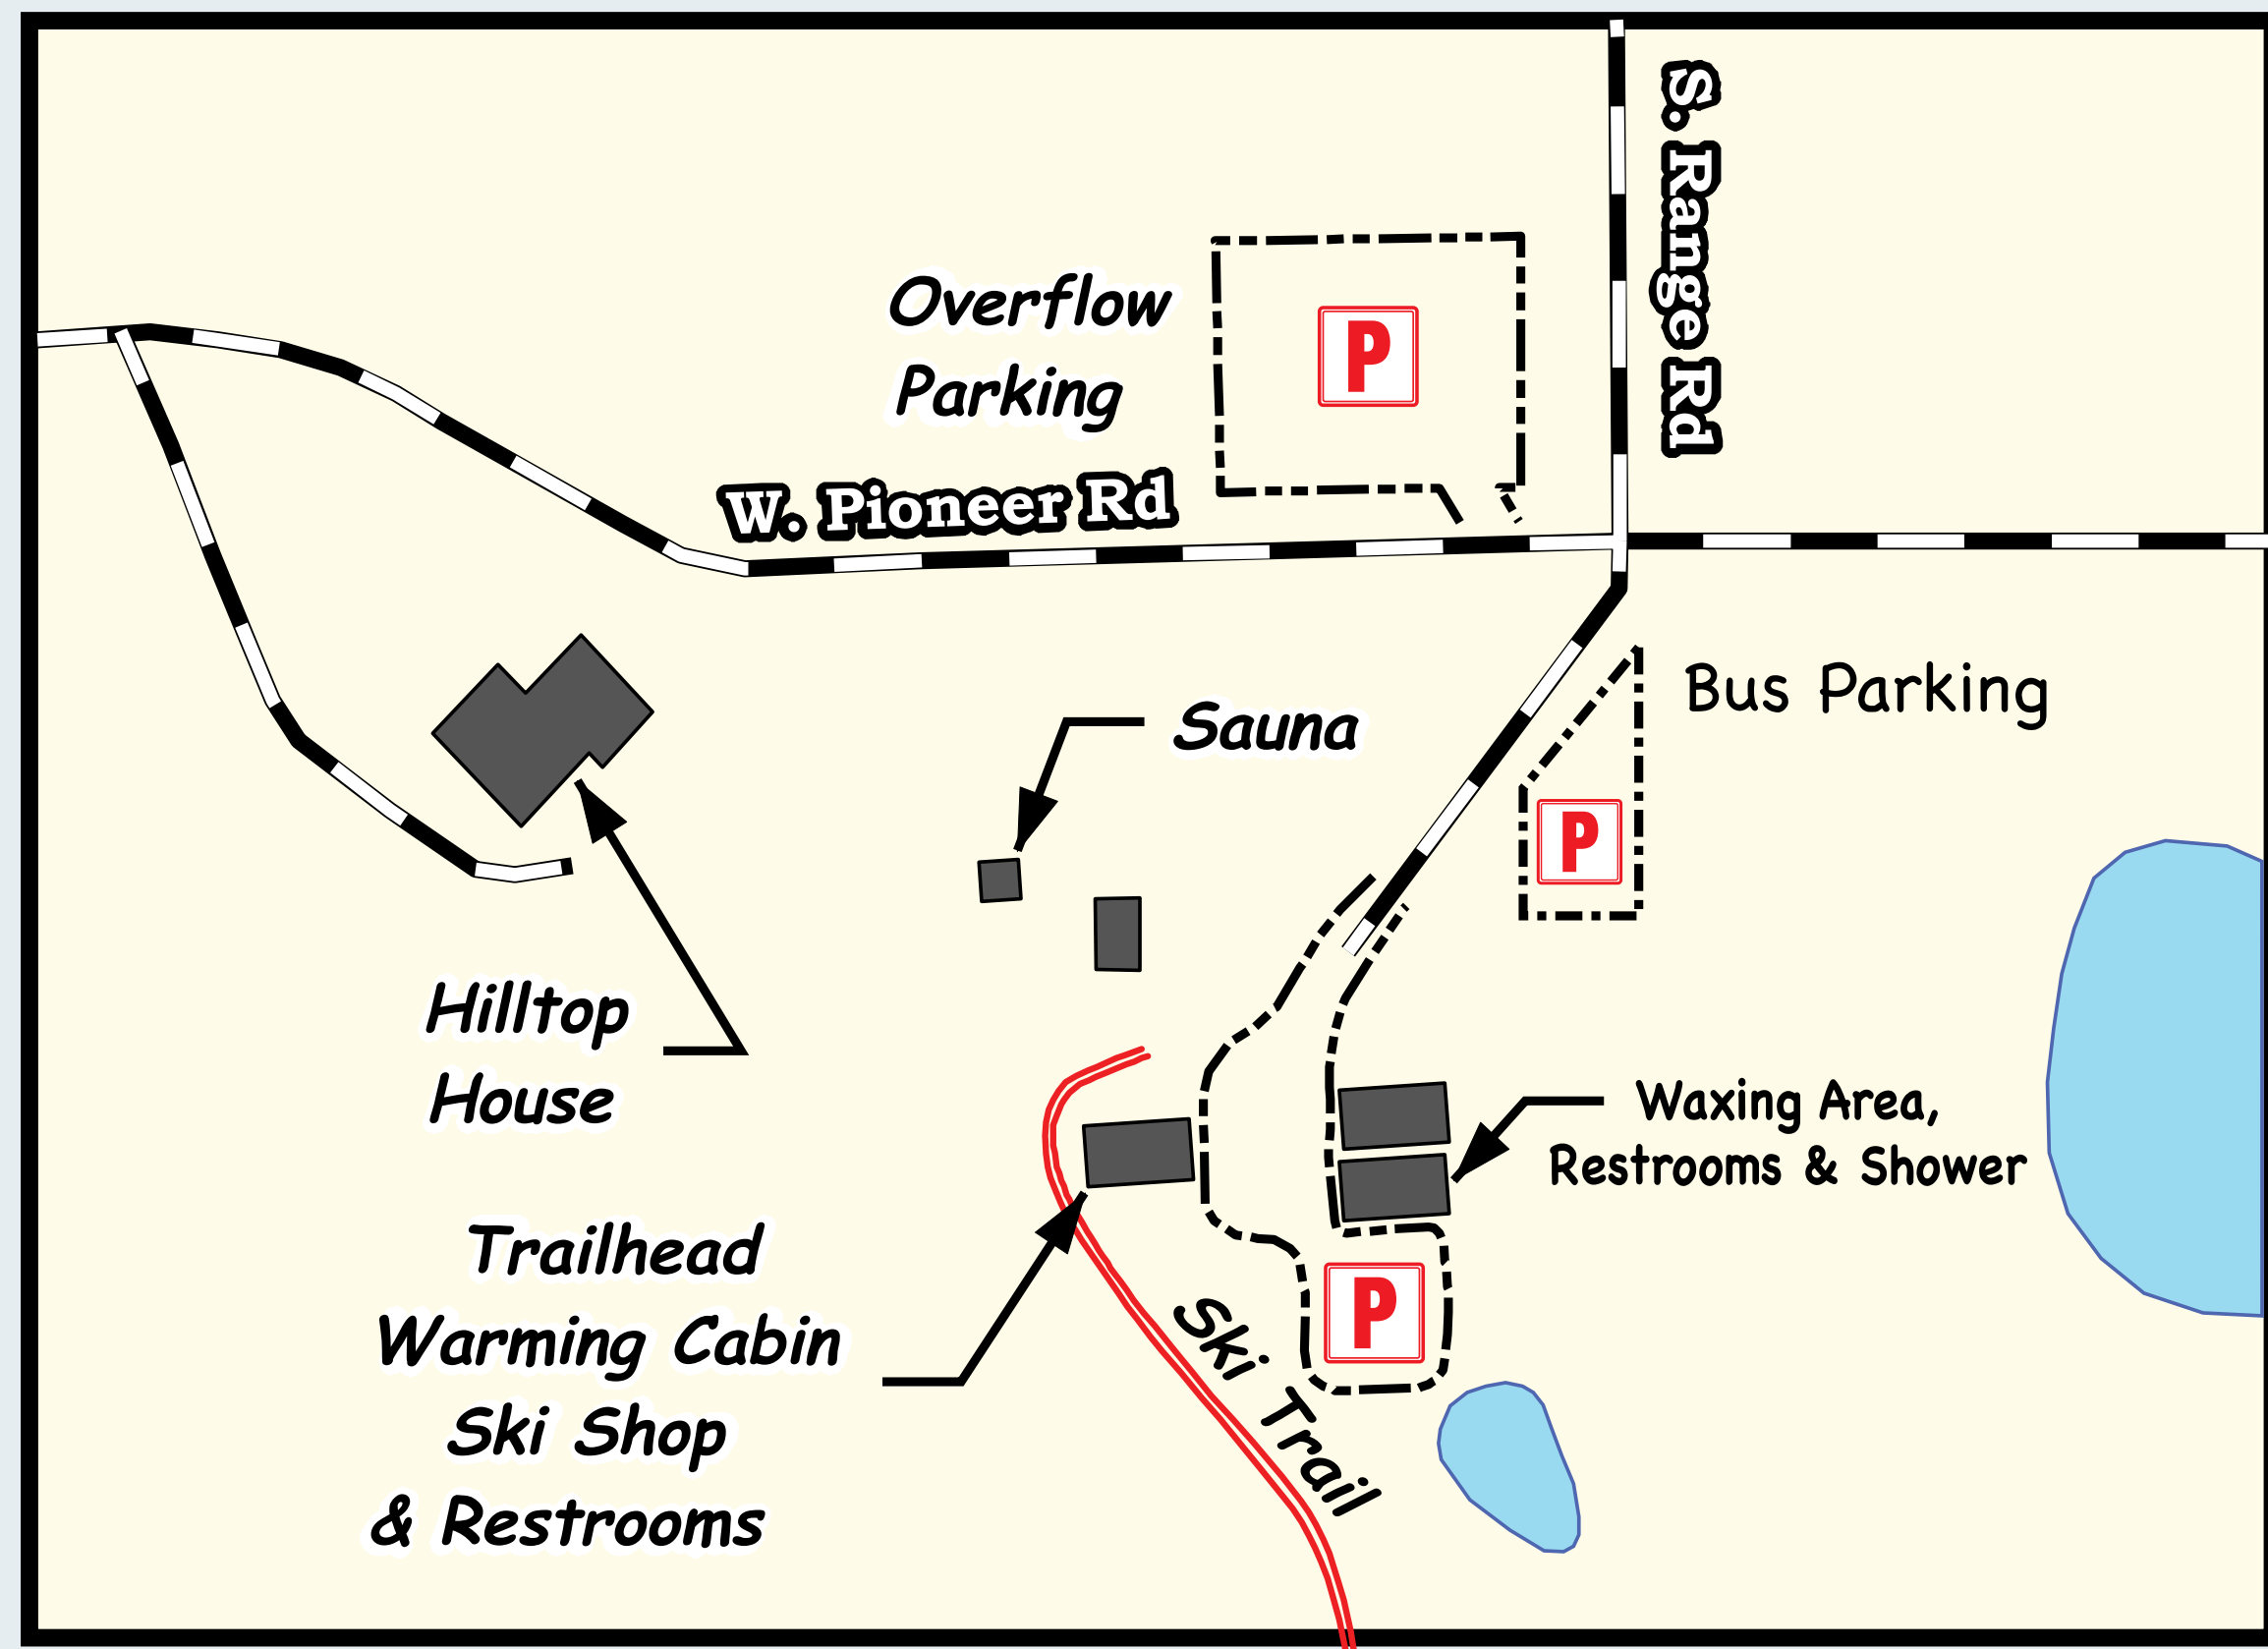 S. Range Rd
Overflow
Parking
P
W. Pioneer Rd
Bus Parking
Sauna
P
Hilltop
House
Waxing Area,
Restrooms & Shower
Trailhead
Warming Cabin
Ski Shop
& Restrooms
P
Ski Trail